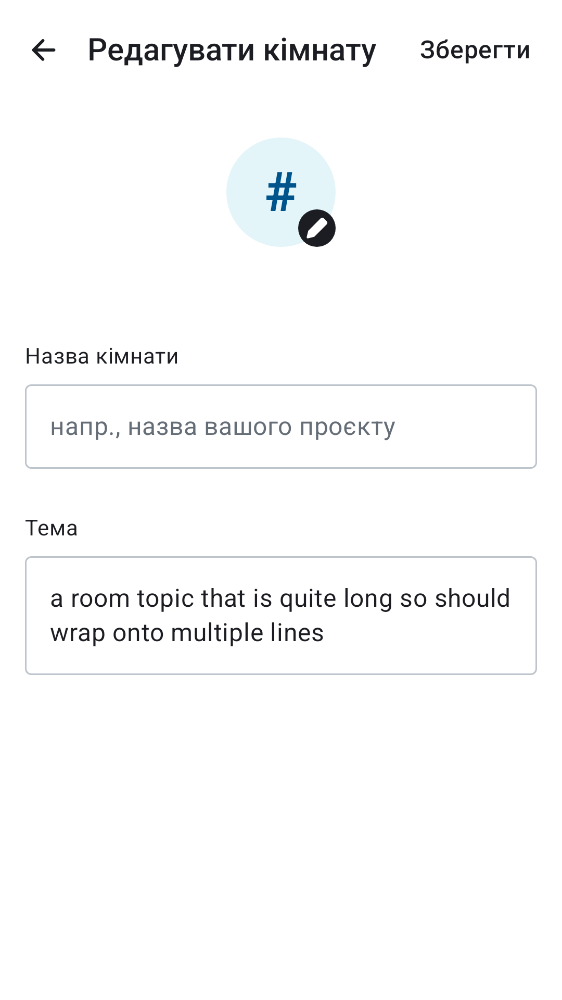 Редагувати кімнату Зберегти
#
Назва кімнати
напр., назва вашого проєкту
Тема
a room topic that is quite long so should
wrap onto multiple lines